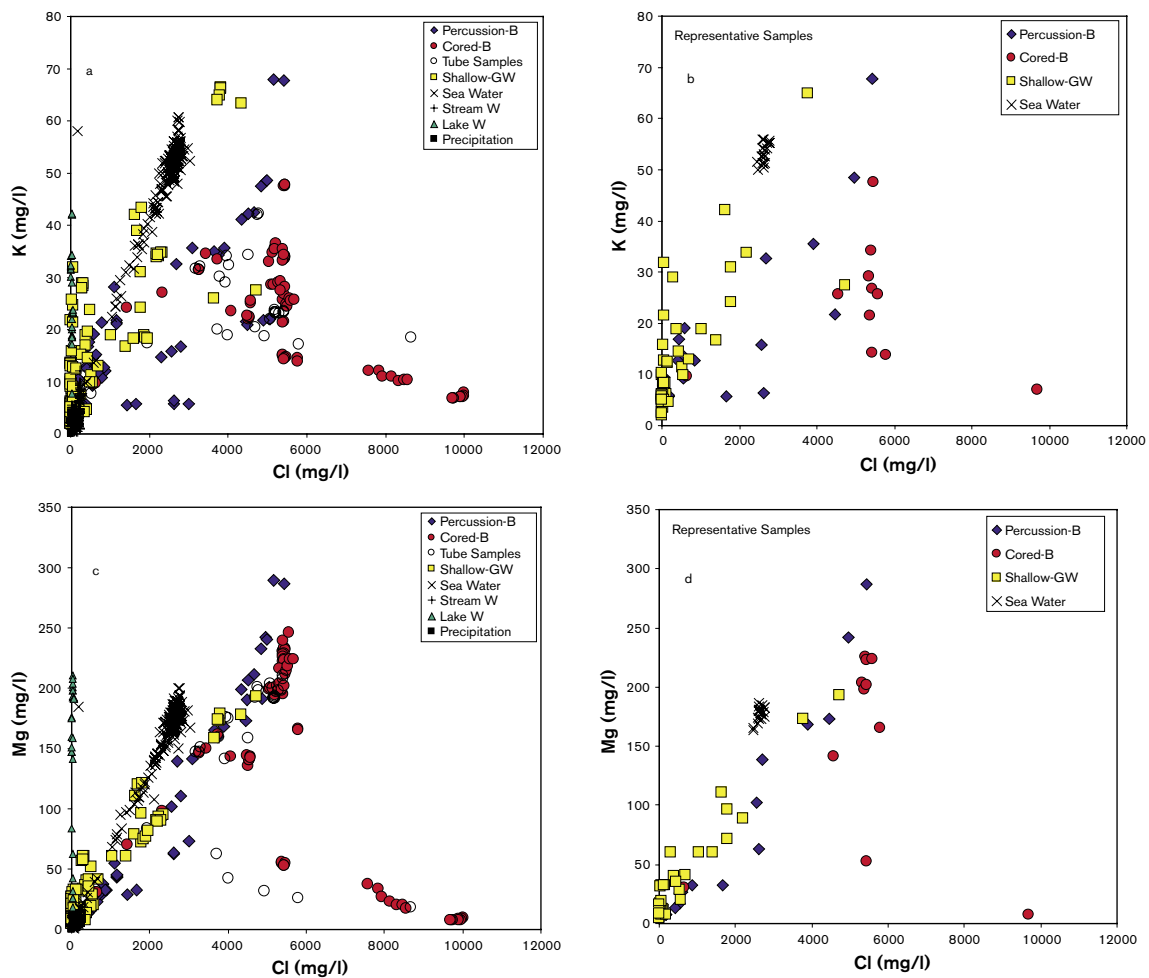 a
80
70
60
50
40
30
20
10
0
K (mg/l)
0 2000 4000 6000 8000 10000 12000
Cl (mg/l)
Percussion-B
Cored-B
Tube Samples
Shallow-GW
Sea Water
Stream W
Lake W
Precipitation
Representative Samples
b
80
70
60
50
40
30
20
10
0
K (mg/l)
0 2000 4000 6000 8000 10000 12000
Cl (mg/l)
Percussion-B
Cored-B
Shallow-GW
Sea Water
c
350
300
250
200
150
100
50
0
Mg (mg/l)
0 2000 4000 6000 8000 10000 12000
Cl (mg/l)
Percussion-B
Cored-B
Tube Samples
Shallow-GW
Sea Water
Stream W
Lake W
Precipitation
Representative Samples
d
350
300
250
200
150
100
50
0
Mg (mg/l)
0 2000 4000 6000 8000 10000 12000
Cl (mg/l)
Percussion-B
Cored-B
Shallow-GW
Sea Water